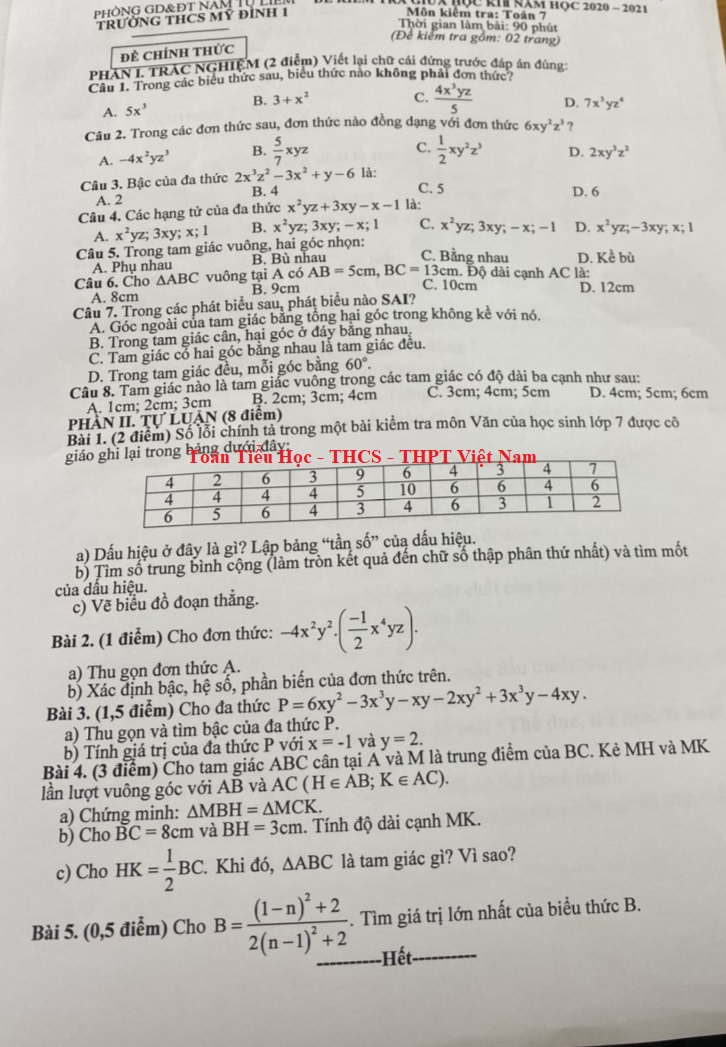 PHÒNG GD&ĐT NAM TỪ LIÊM
TRƯỜNG THCS MỸ ĐÌNH 1
ĐỀ CHÍNH THỨC
ĐỀ KIỂM TRA GIỮA HỌC KÌ II NĂM HỌC 2020 – 2021
Môn kiểm tra: Toán 7
Thời gian làm bài: 90 phút
(Đề kiểm tra gồm: 02 trang)
PHẦN I. TRẮC NGHIỆM (2 điểm) Viết lại chữ cái đứng trước đáp án đúng:
Câu 1. Trong các biểu thức sau, biểu thức nào không phải đơn thức?
A. 5x³ B. 3 + x² C. 4x³yz/5 D. 7x³yz⁴
Câu 2. Trong các đơn thức sau, đơn thức nào đồng dạng với đơn thức 6xy²z³ ?
A. −4x²yz³ B. 5/7 xyz C. 1/2 xy²z³ D. 2xy³z²
Câu 3. Bậc của đa thức 2x³z² − 3x² + y − 6 là:
A. 2 B. 4 C. 5 D. 6
Câu 4. Các hạng tử của đa thức x²yz + 3xy − x − 1 là:
A. x²yz; 3xy; x; 1 B. x²yz; 3xy; − x; 1 C. x²yz; 3xy; − x; −1 D. x²yz; −3xy; x; 1
Câu 5. Trong tam giác vuông, hai góc nhọn:
A. Phụ nhau B. Bù nhau C. Bằng nhau D. Kề bù
Câu 6. Cho ΔABC vuông tại A có AB = 5cm, BC = 13cm. Độ dài cạnh AC là:
A. 8cm B. 9cm C. 10cm D. 12cm
Câu 7. Trong các phát biểu sau, phát biểu nào SAI?
A. Góc ngoài của tam giác bằng tổng hai góc trong không kề với nó.
B. Trong tam giác cân, hai góc ở đáy bằng nhau.
C. Tam giác có hai góc bằng nhau là tam giác đều.
D. Trong tam giác đều, mỗi góc bằng 60°.
Câu 8. Tam giác nào là tam giác vuông trong các tam giác có độ dài ba cạnh như sau:
A. 1cm; 2cm; 3cm B. 2cm; 3cm; 4cm C. 3cm; 4cm; 5cm D. 4cm; 5cm; 6cm
PHẦN II. TỰ LUẬN (8 điểm)
Bài 1. (2 điểm) Số lỗi chính tả trong một bài kiểm tra môn Văn của học sinh lớp 7 được cô
giáo ghi lại trong bảng dưới đây:
Toán Tiểu Học - THCS - THPT Việt Nam
4 2 6 3 9 6 4 3 4 7
4 4 4 4 5 10 6 6 4 6
6 5 6 4 3 4 6 3 1 2
a) Dấu hiệu ở đây là gì? Lập bảng “tần số” của dấu hiệu.
b) Tìm số trung bình cộng (làm tròn kết quả đến chữ số thập phân thứ nhất) và tìm mốt
của dấu hiệu.
c) Vẽ biểu đồ đoạn thẳng.
Bài 2. (1 điểm) Cho đơn thức: −4x²y².(−1/2 x⁴yz).
a) Thu gọn đơn thức A.
b) Xác định bậc, hệ số, phần biến của đơn thức trên.
Bài 3. (1,5 điểm) Cho đa thức P = 6xy² − 3x³y − xy − 2xy² + 3x³y − 4xy .
a) Thu gọn và tìm bậc của đa thức P.
b) Tính giá trị của đa thức P với x = -1 và y = 2.
Bài 4. (3 điểm) Cho tam giác ABC cân tại A và M là trung điểm của BC. Kẻ MH và MK
lần lượt vuông góc với AB và AC ( H ∈ AB; K ∈ AC).
a) Chứng minh: ΔMBH = ΔMCK.
b) Cho BC = 8cm và BH = 3cm. Tính độ dài cạnh MK.
c) Cho HK = 1/2 BC. Khi đó, ΔABC là tam giác gì? Vì sao?
Bài 5. (0,5 điểm) Cho B = ((1−n)² + 2)/(2(n−1)² + 2). Tìm giá trị lớn nhất của biểu thức B.
----------Hết----------